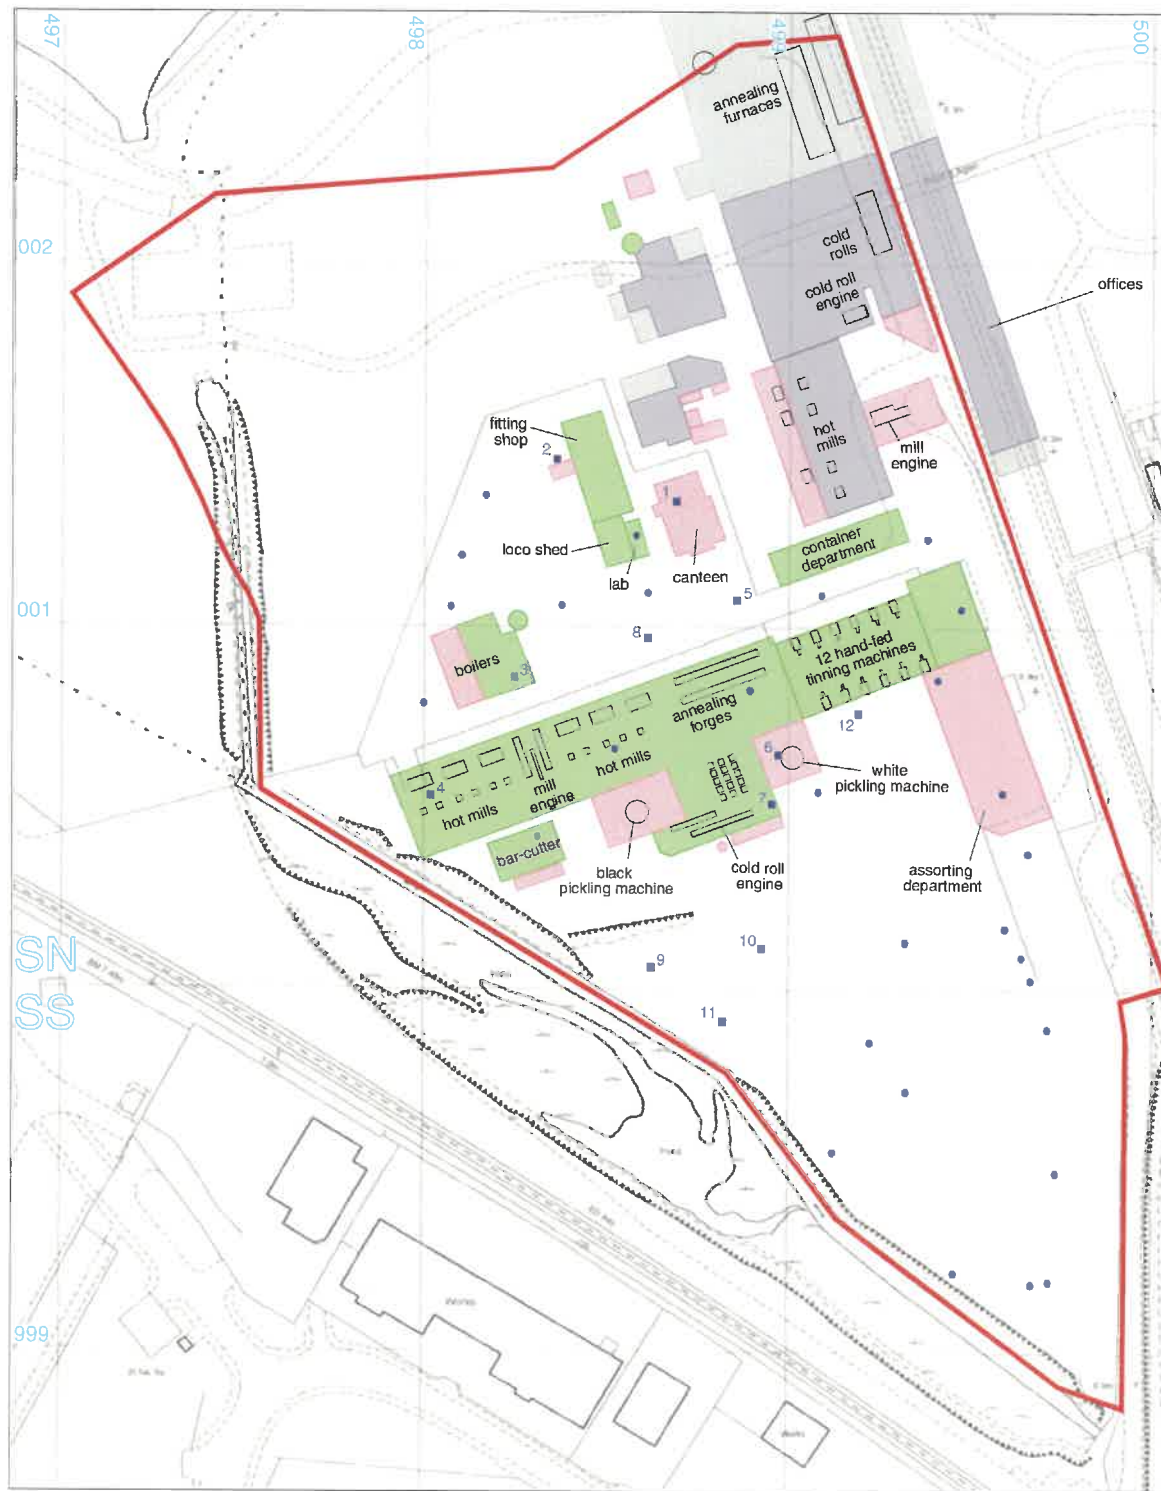 497
498
499
500
annealing
furnaces
002
cold
rolls
cold roll
engine
offices
fitting
shop
2
hot
mills
mill
engine
1
loco shed
lab
canteen
container
department
5
001
8
boilers
3
12 hand-fed
tinning machines
annealing
forges
12
hot mills
6
white
pickling machine
4
mill
engine
hot mills
7
bar-cutter
black
pickling machine
cold roll
engine
assorting
department
SN
SS
10
9
11
999